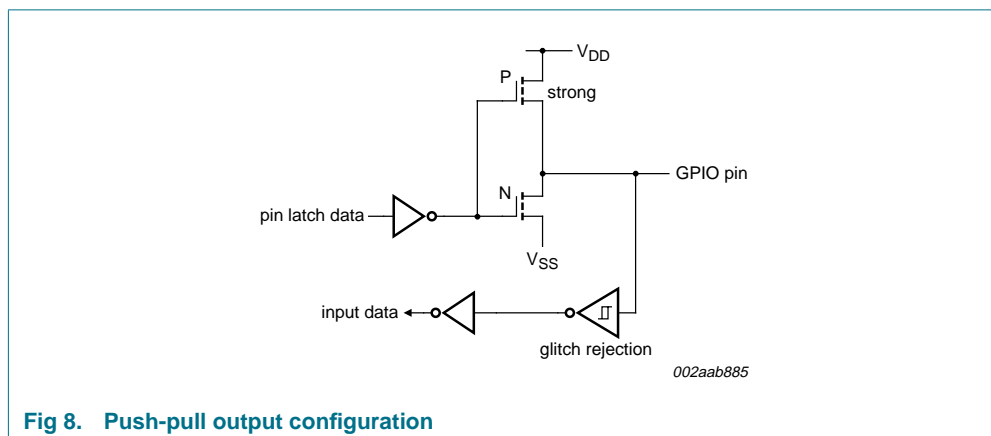 VDD
P
strong
GPIO pin
N
pin latch data
VSS
input data
glitch rejection
002aab885
Fig 8. Push-pull output configuration